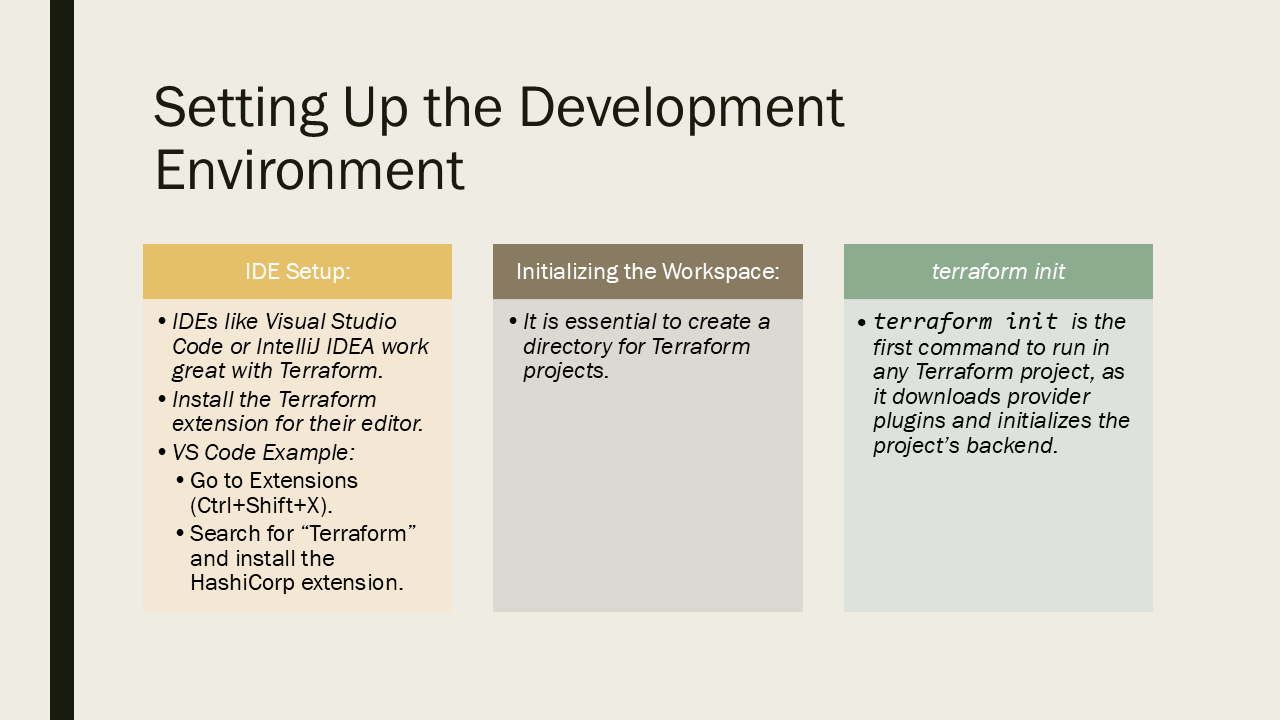 Setting Up the Development
Environment
IDE Setup:
• IDEs like Visual Studio
Code or IntelliJ IDEA work
great with Terraform.
• Install the Terraform
extension for their editor.
• VS Code Example:
• Go to Extensions
(Ctrl+Shift+X).
• Search for “Terraform”
and install the
HashiCorp extension.
Initializing the Workspace:
• It is essential to create a
directory for Terraform
projects.
terraform init
• terraform init is the
first command to run in
any Terraform project, as
it downloads provider
plugins and initializes the
project’s backend.